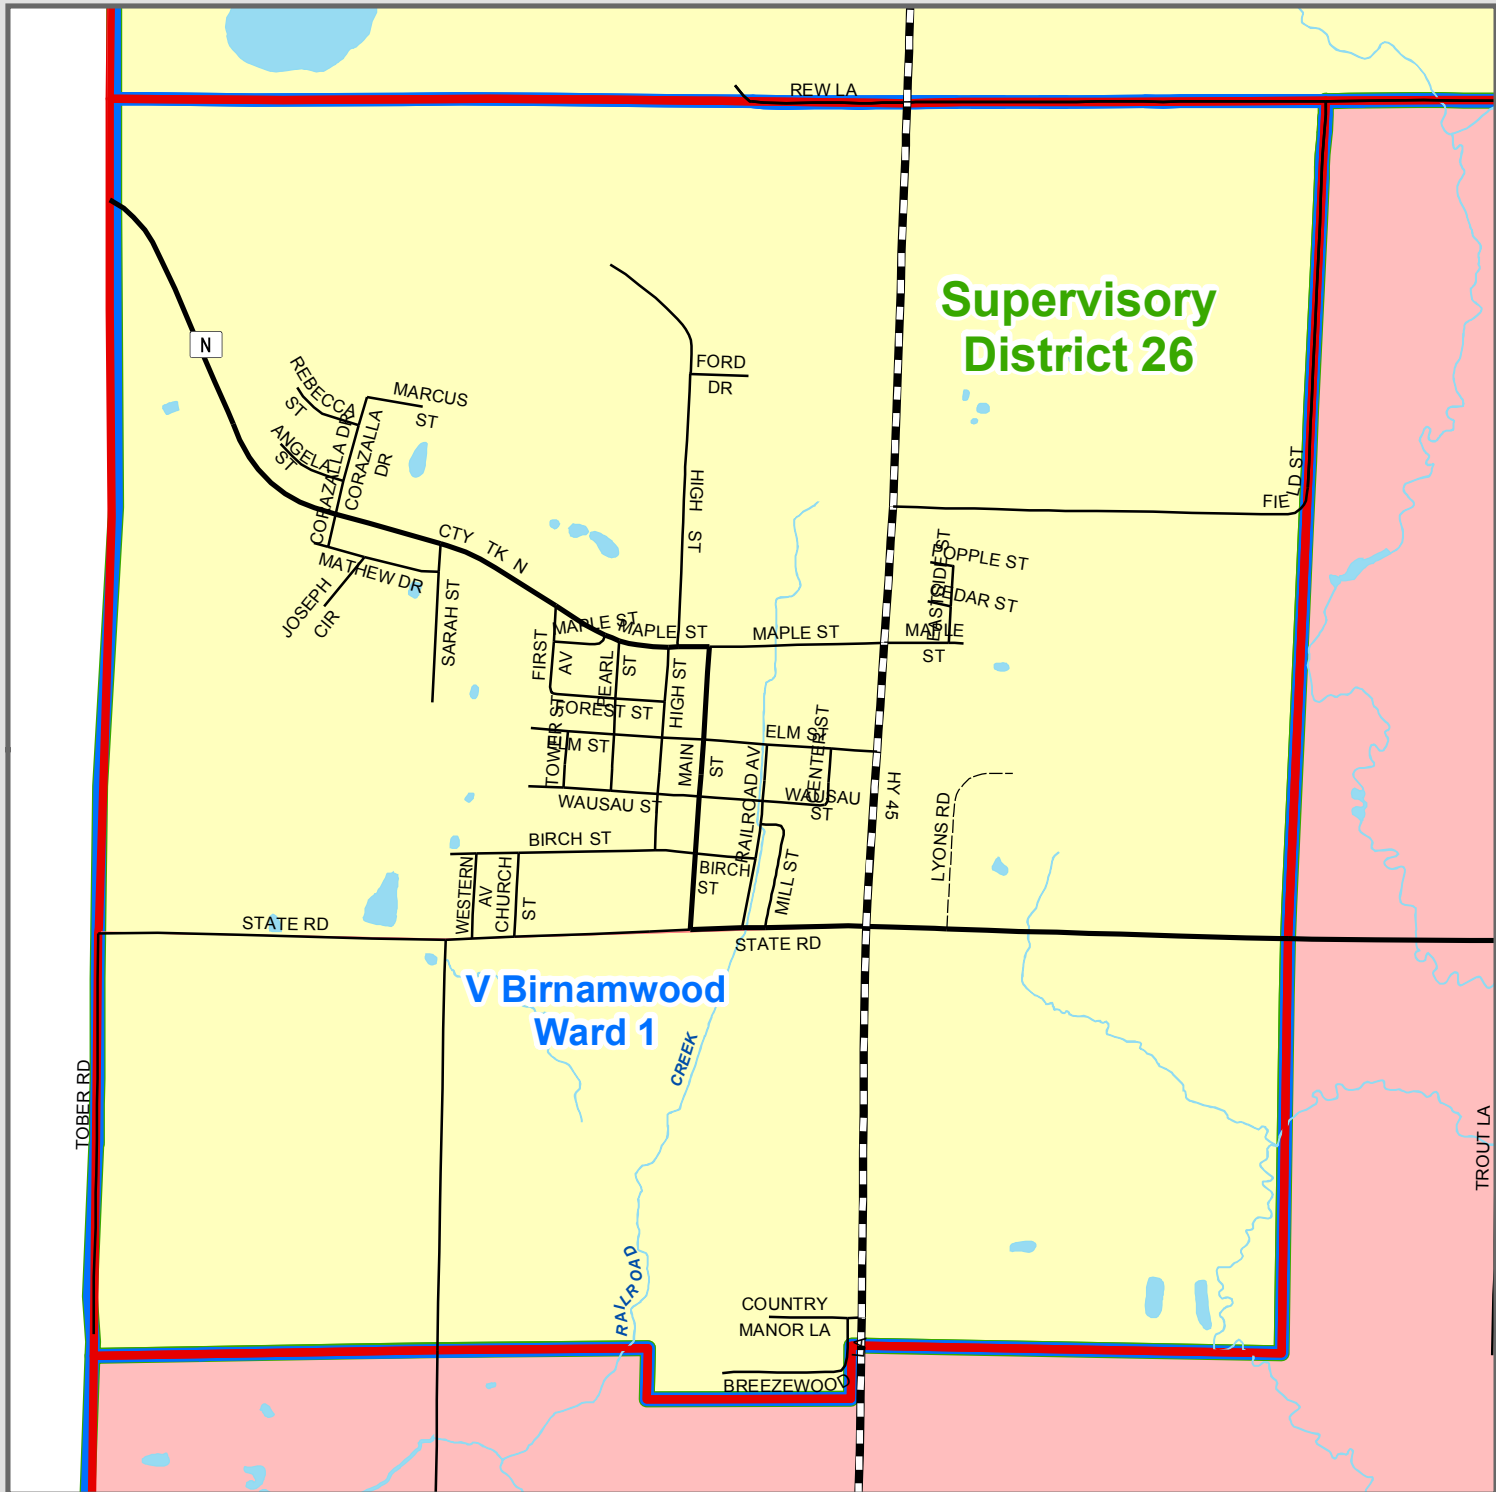 REW LA
Supervisory
District 26
N
FORD
DR
REBECCA
ST
MARCUS
ST
ANGELA
ST
CORAZALLA DR
CORAZALLA
DR
HIGH ST
FIELD ST
CTY TK N
MATHEW DR
JOSEPH
CIR
SARAH ST
POPPLE ST
CEDAR ST
EASTSIDE ST
MAPLE ST
MAPLE ST
MAPLE ST
MAPLE
ST
FIRST
AV
PEARL
ST
HIGH ST
FOREST ST
TOWER ST
ELM ST
ELM ST
MAIN
ST
RAILROAD AV
CENTER ST
WAUSAU ST
WAUSAU
ST
HY 45
LYONS RD
BIRCH ST
BIRCH
ST
MILL ST
WESTERN
AV
CHURCH
ST
STATE RD
STATE RD
V Birnamwood
Ward 1
CREEK
RAILROAD
TOBER RD
TROUT LA
COUNTRY
MANOR LA
BREEZEWOOD
LA